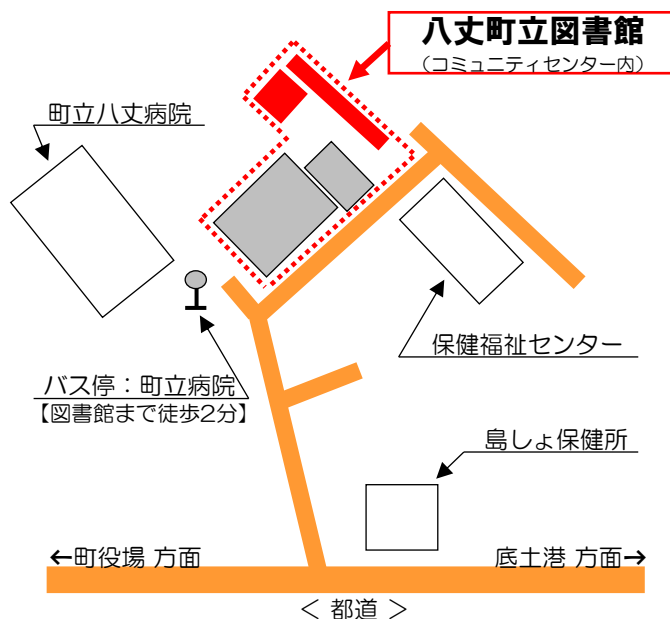 八丈町立図書館
（コミュニティセンター内）
町立八丈病院
保健福祉センター
バス停：町立病院
【図書館まで徒歩2分】
島しょ保健所
←町役場 方面
底土港 方面→
＜ 都道 ＞